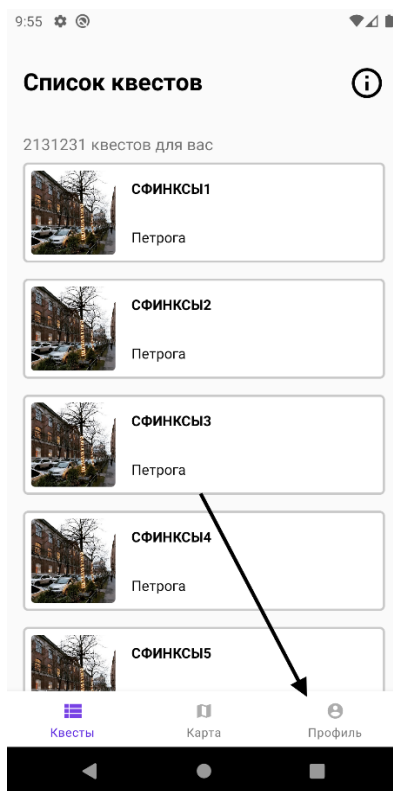 9:55
Список квестов
2131231 квестов для вас
СФИНКСЫ1
Петрога
СФИНКСЫ2
Петрога
СФИНКСЫ3
Петрога
СФИНКСЫ4
Петрога
СФИНКСЫ5
Квесты Карта Профиль